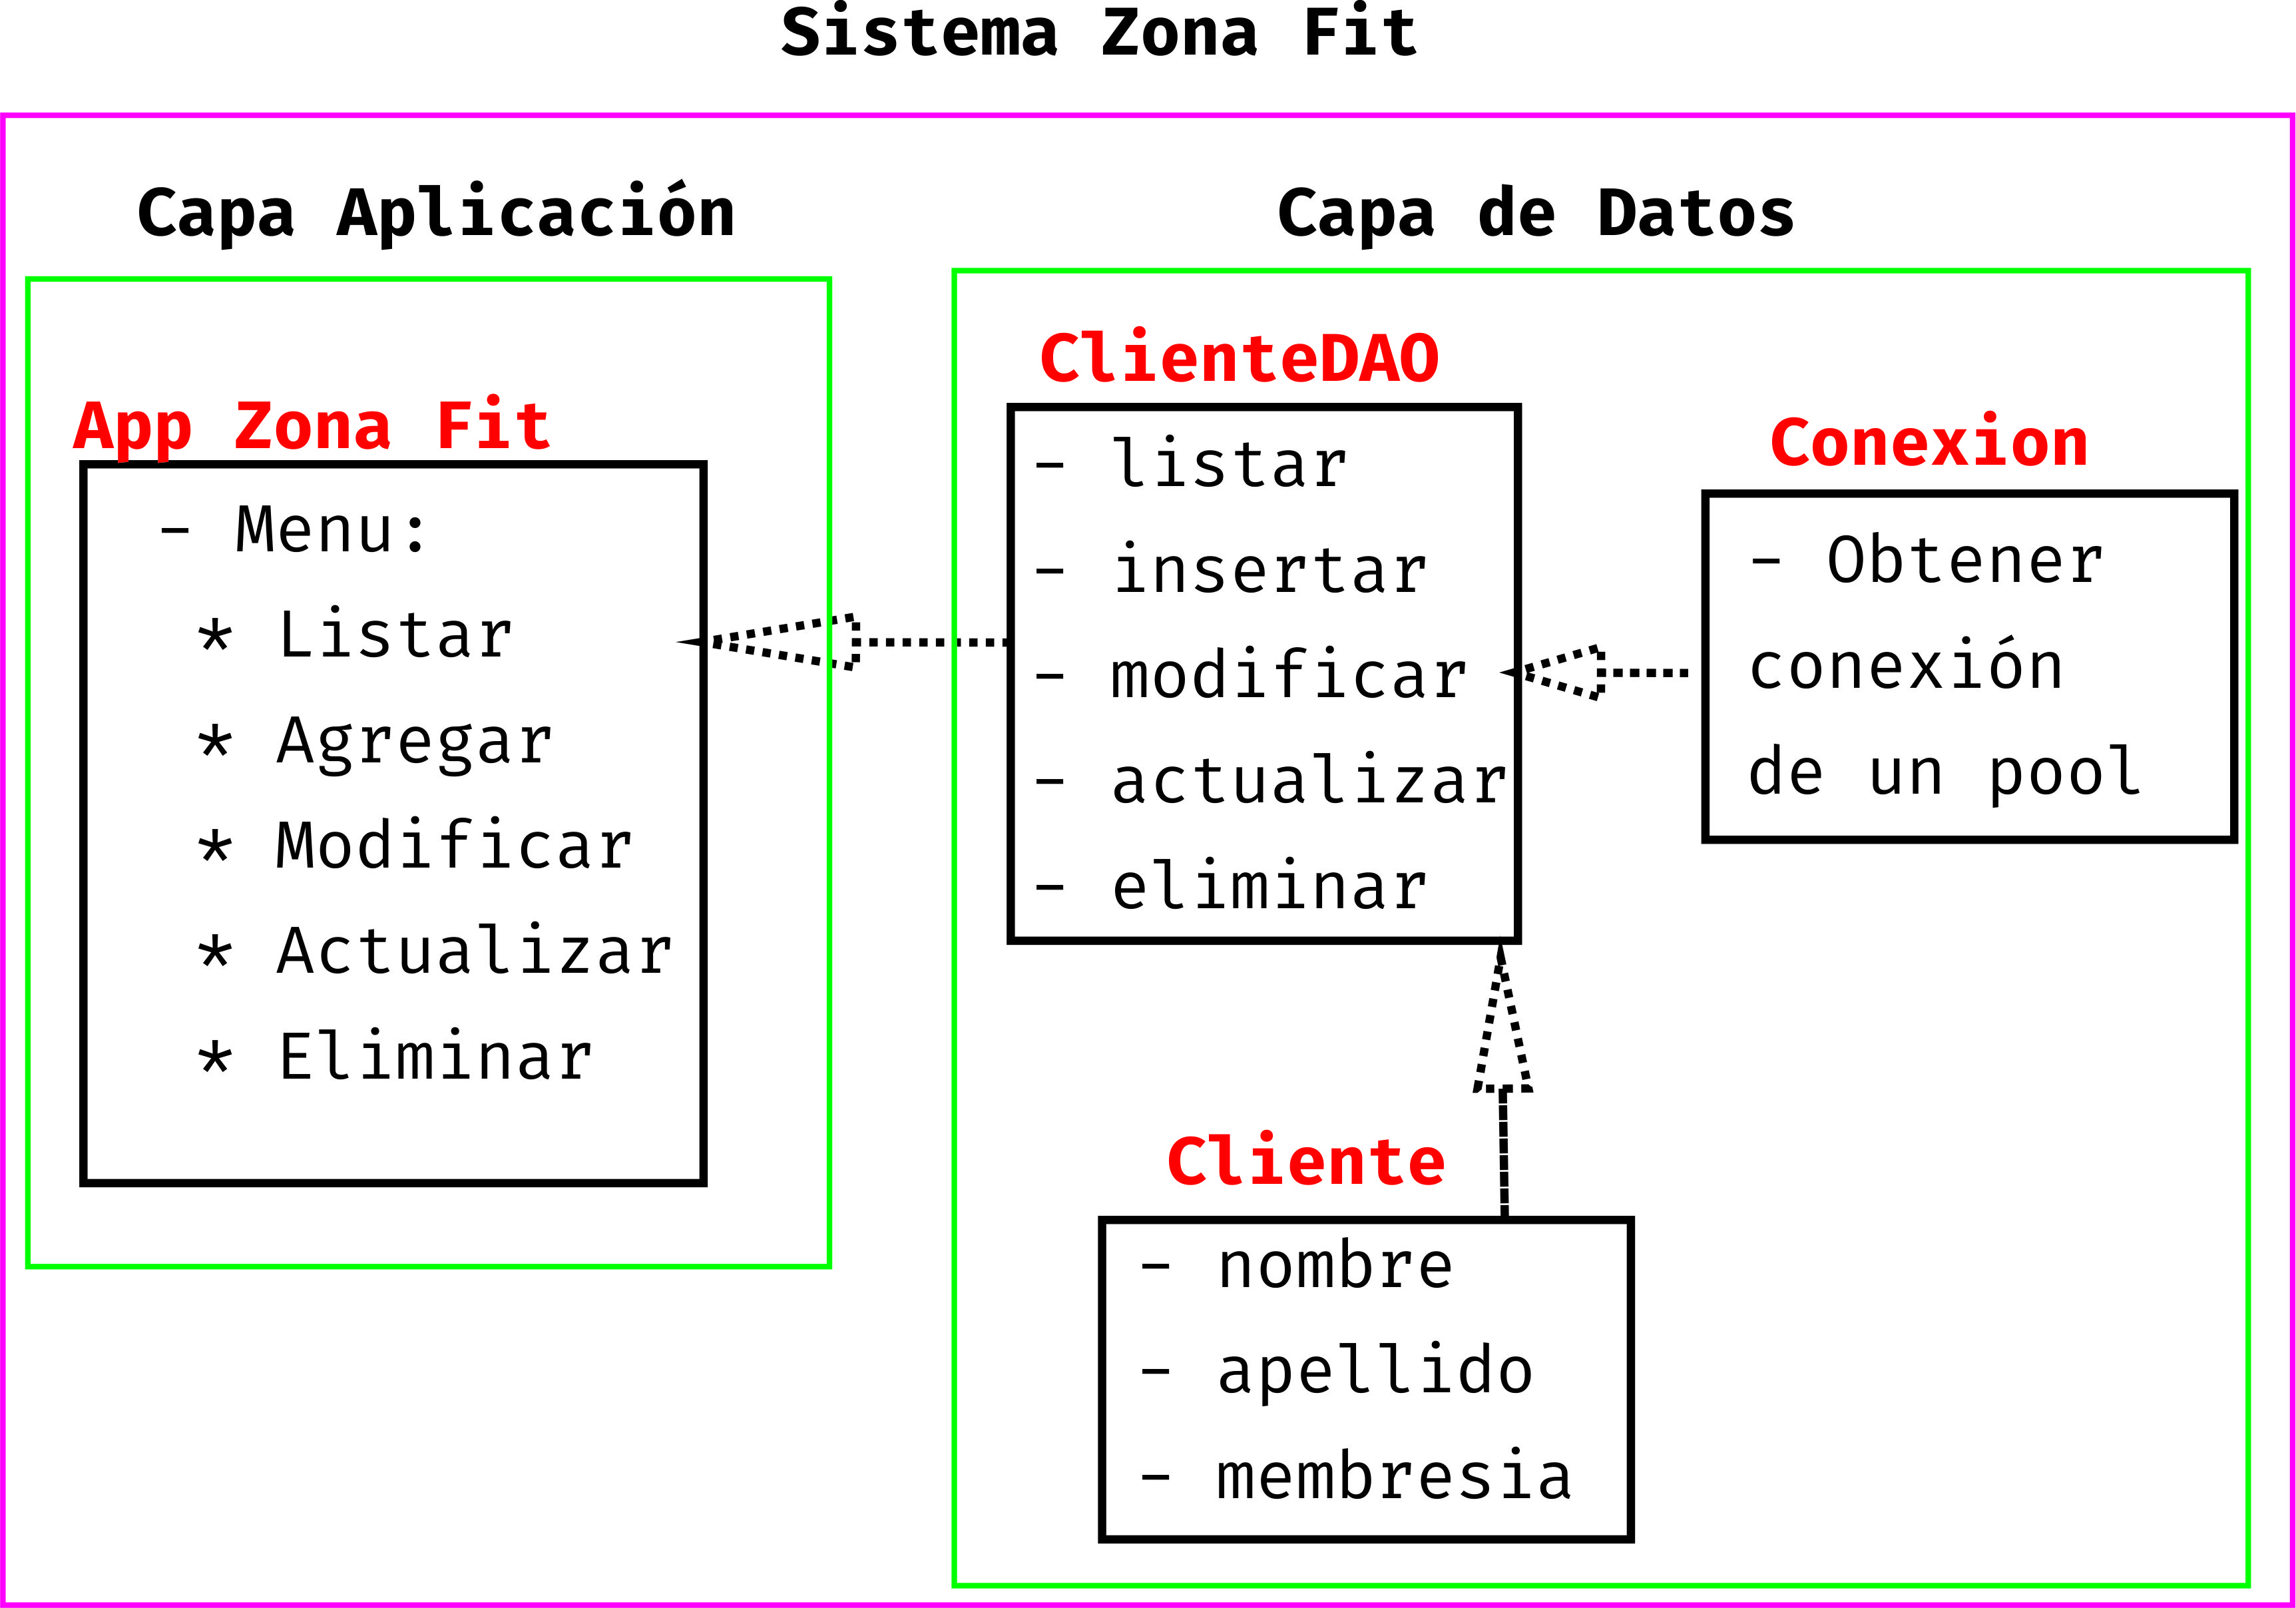 Sistema Zona Fit
Capa Aplicación
App Zona Fit
- Menu:
* Listar
* Agregar
* Modificar
* Actualizar
* Eliminar
Capa de Datos
ClienteDAO
- listar
- insertar
- modificar
- actualizar
- eliminar
Conexion
- Obtener
conexión
de un pool
Cliente
- nombre
- apellido
- membresia